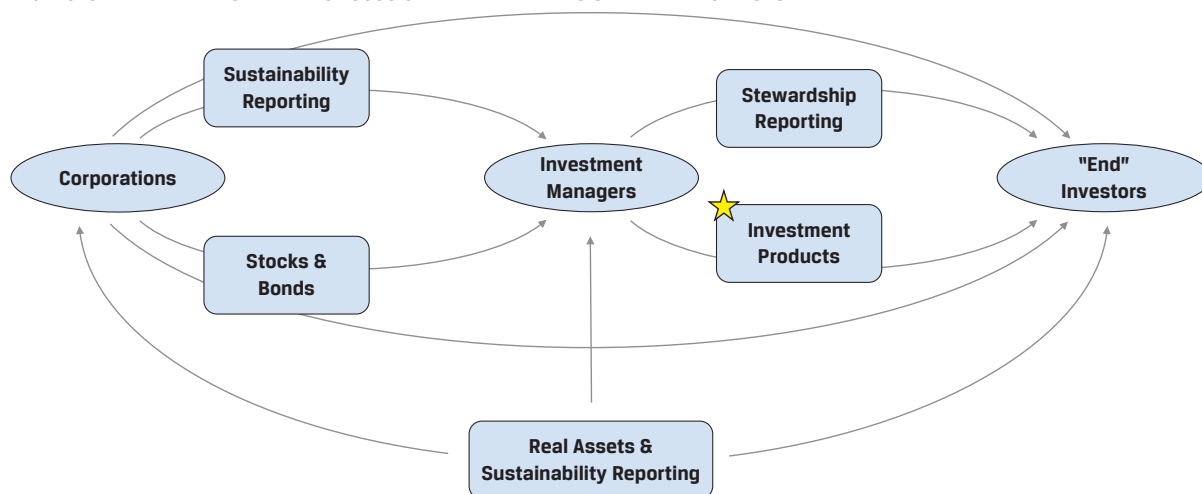 Sustainability
Reporting
Stewardship
Reporting
Corporations
Investment
Managers
"End"
Investors
Stocks &
Bonds
Investment
Products
Real Assets &
Sustainability Reporting